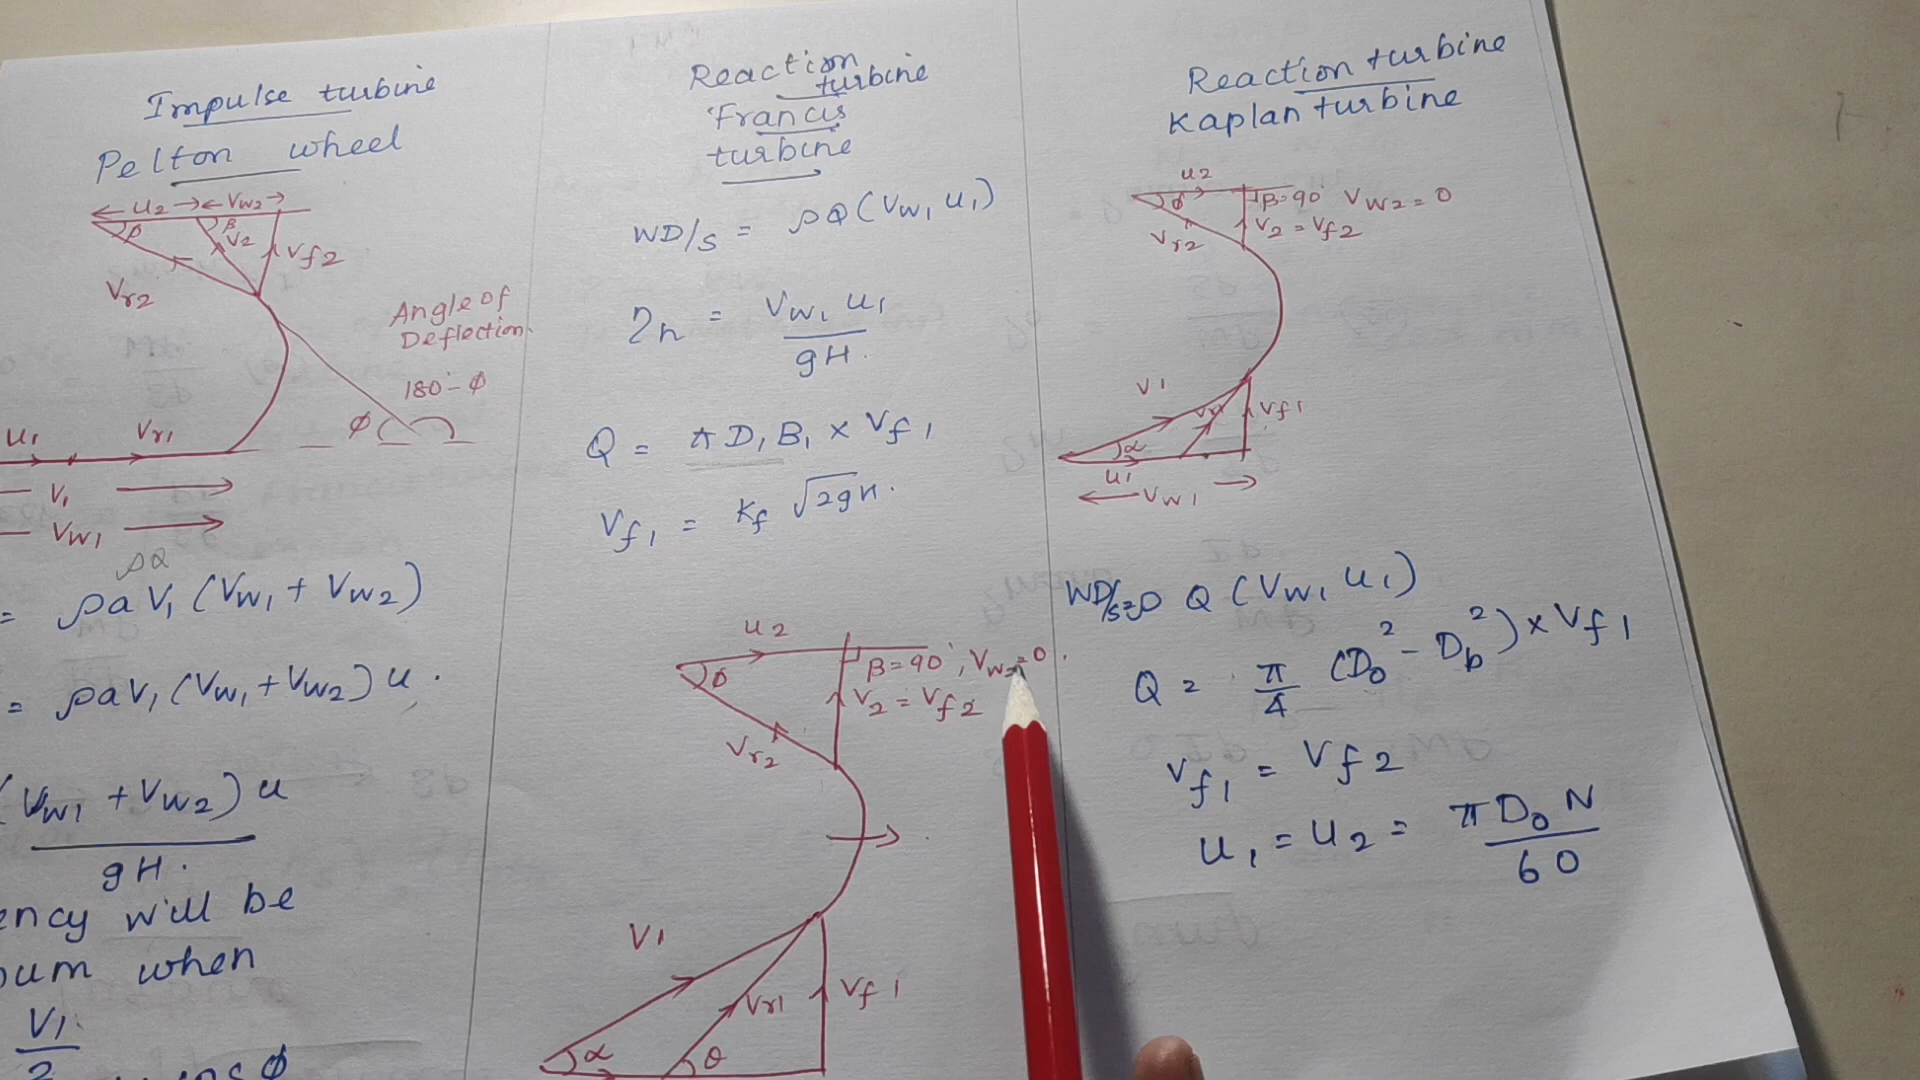 Impulse turbine
Pelton wheel
u2 Vw2
β β V2 Vf2
Vr2
Angle of
Deflection
180-ϕ
ϕ
u1 Vr1
V1
Vw1
ρQ
= ρaV1 (Vw1 + Vw2)
= ρaV1 (Vw1 + Vw2) u.
(Vw1 + Vw2) u
gH.
ency will be
um when
V1
2
cos ϕ
Reaction
turbine
Francis
turbine
WD/s = ρQ (Vw1 u1)
ηh = Vw1 u1
gH.
Q = π D1 B1 × Vf1
Vf1 = Kf √2gH.
u2
ϕ β=90°, Vw2=0.
V2 = Vf2
Vr2
V1
Vr1 Vf1
α θ
Reaction turbine
Kaplan turbine
u2
ϕ β=90° Vw2=0
Vr2 V2 = Vf2
V1
Vr1 Vf1
α
u1
Vw1
WD/s=ρ Q (Vw1 u1)
Q = π/4 (Do² - Db²) × Vf1
Vf1 = Vf2
u1 = u2 = π Do N
60